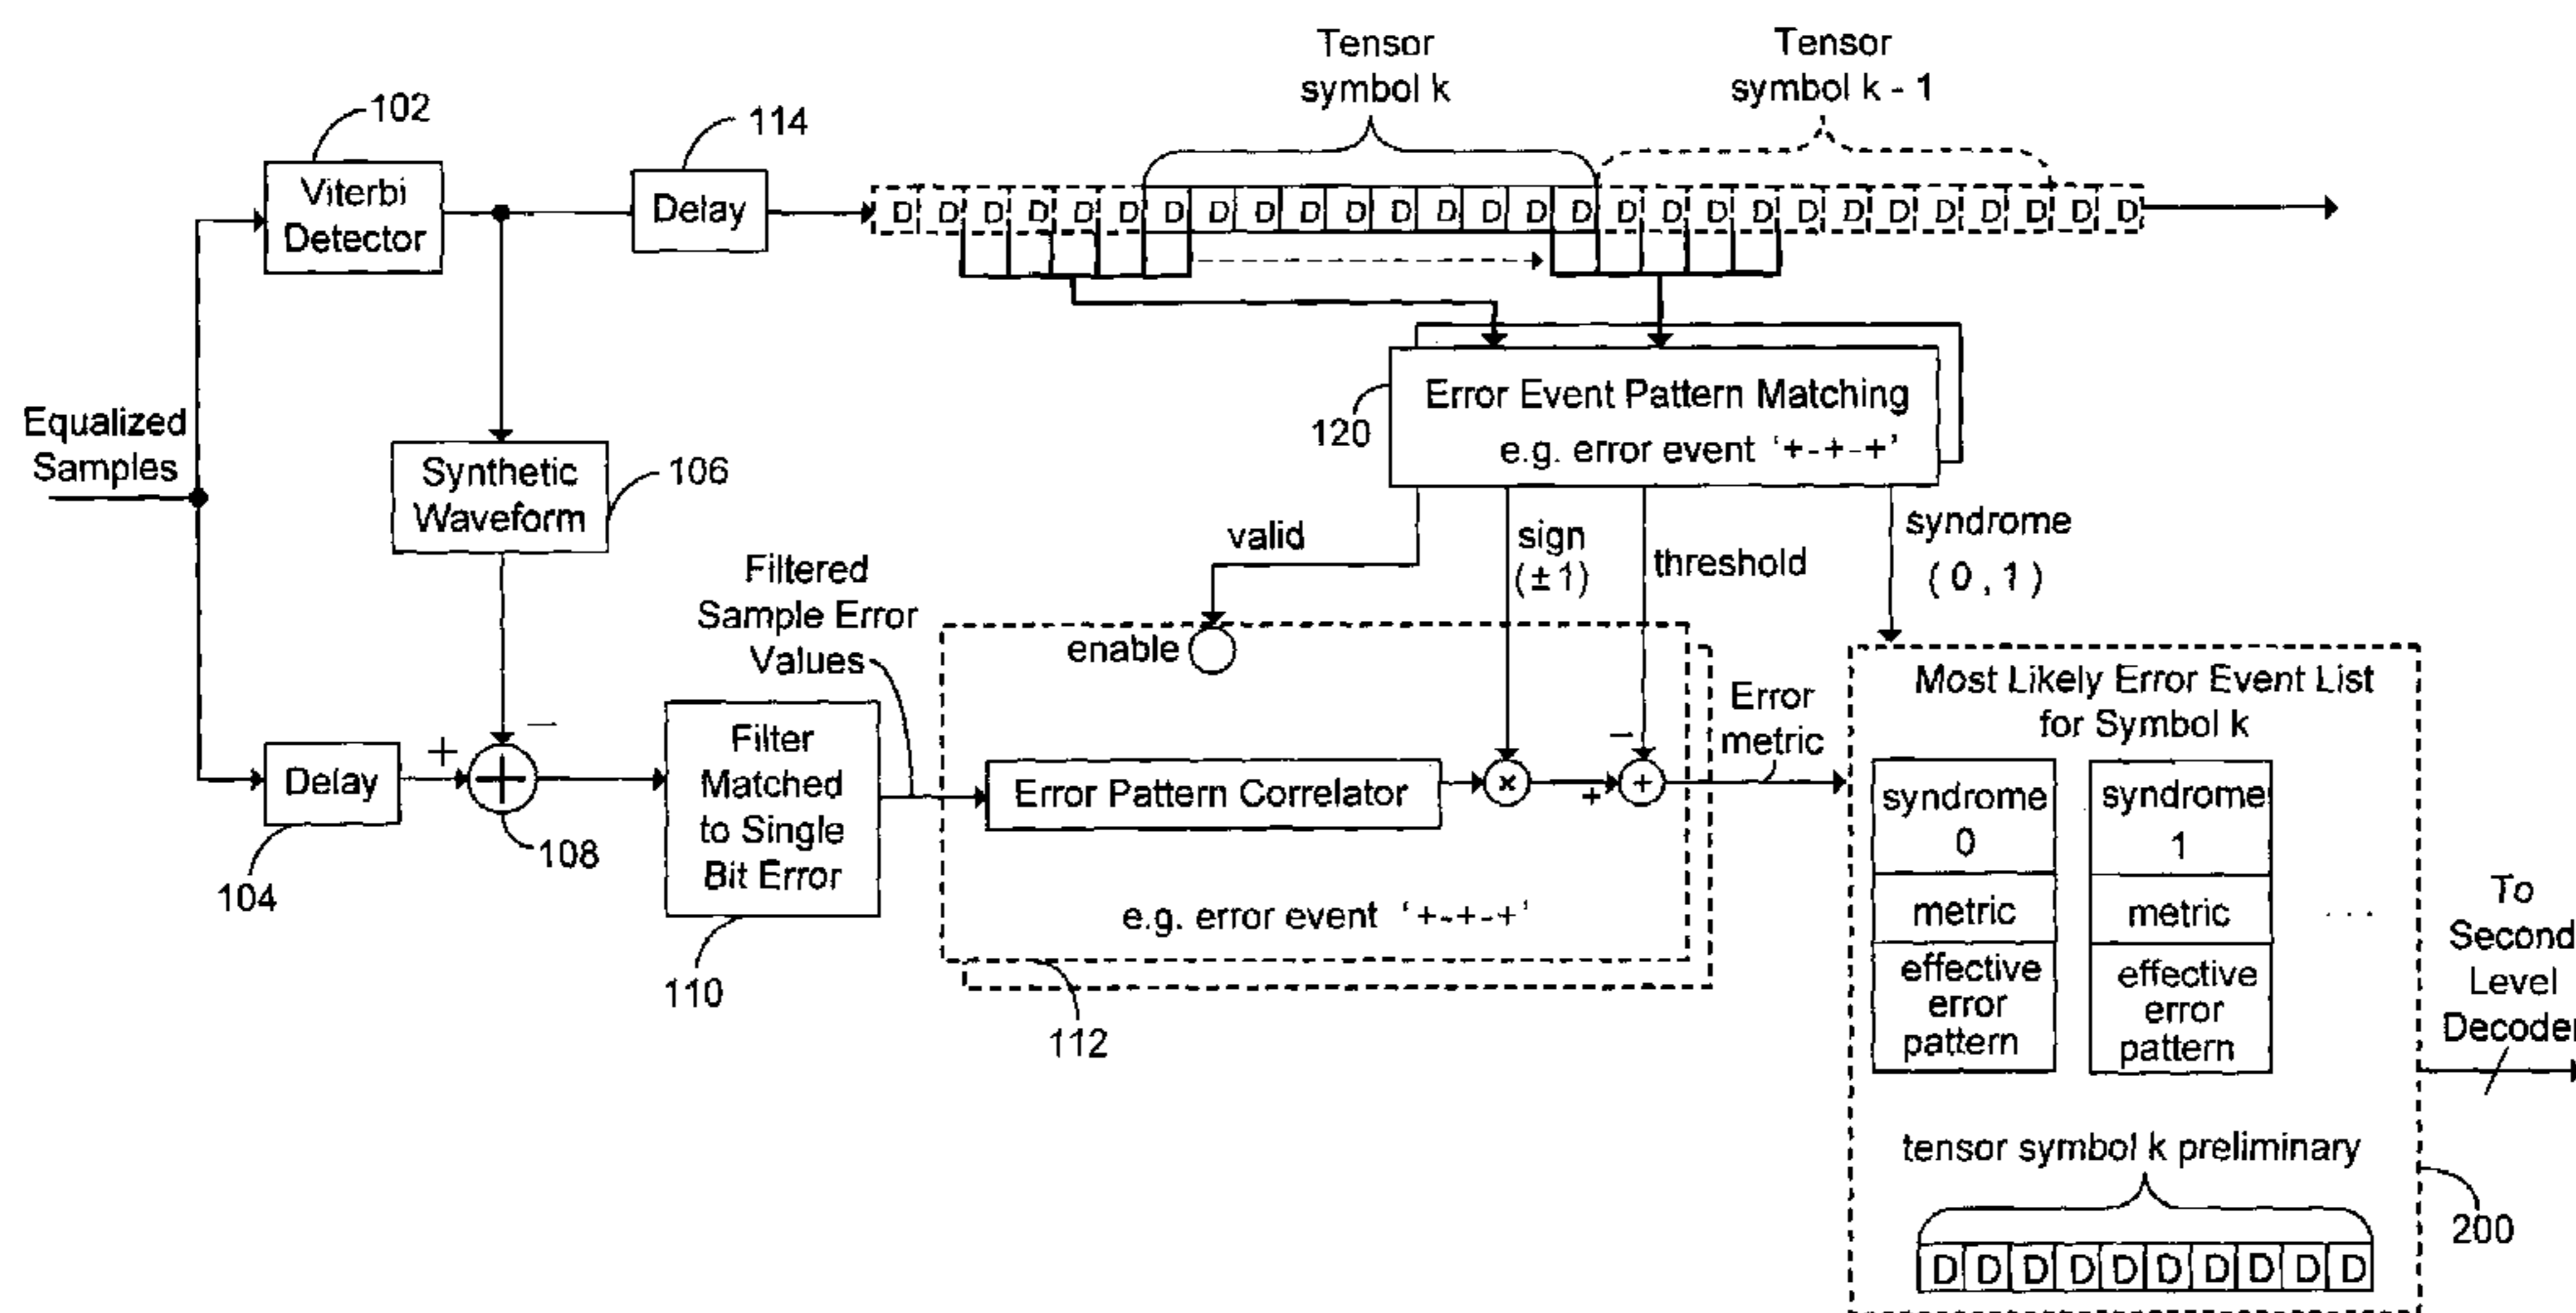 Tensor
symbol k
Tensor
symbol k - 1
102
114
Viterbi
Detector
Delay
D D D D D D D D D D D D D D D D D D D D D D D D D D D D
Error Event Pattern Matching
e.g. error event '+-+-+'
120
Equalized
Samples
Synthetic
Waveform
106
valid
sign
(±1)
threshold
syndrome
(0,1)
Filtered
Sample Error
Values
enable
Most Likely Error Event List
for Symbol k
Error
metric
Delay
+
−
+
108
104
Filter
Matched
to Single
Bit Error
110
Error Pattern Correlator
x
+
−
+
e.g. error event '+-+-+'
112
syndrome
0
metric
effective
error
pattern
syndrome
1
metric
effective
error
pattern
...
To
Second
Level
Decoder
tensor symbol k preliminary
D D D D D D D D D D
200